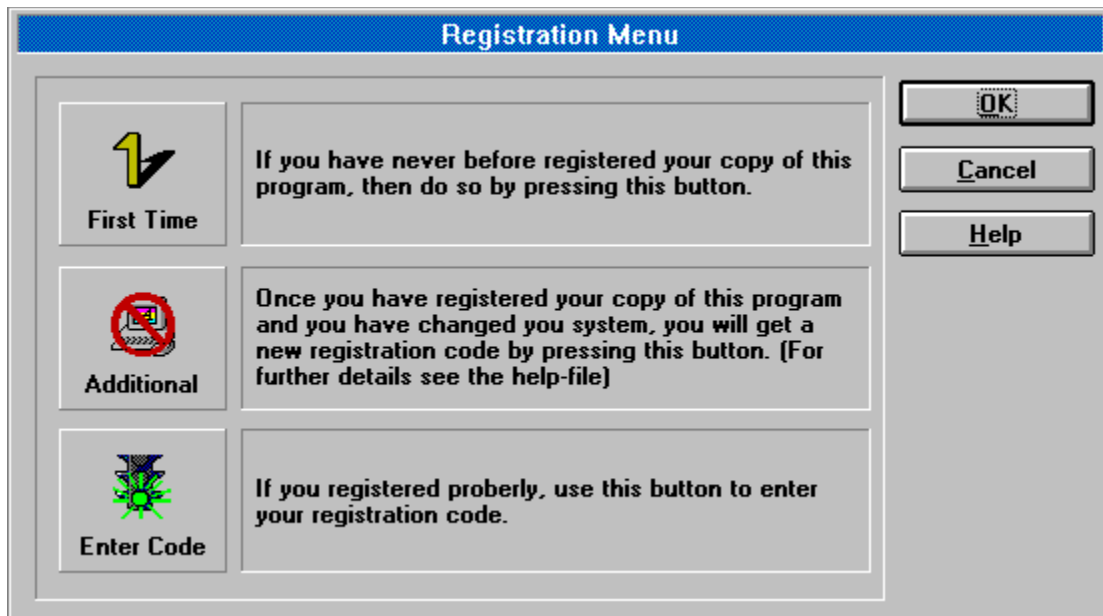 Registration Menu
First Time
If you have never before registered your copy of this
program, then do so by pressing this button.
Additional
Once you have registered your copy of this program
and you have changed you system, you will get a
new registration code by pressing this button. (For
further details see the help-file)
Enter Code
If you registered proberly, use this button to enter
your registration code.
OK
Cancel
Help